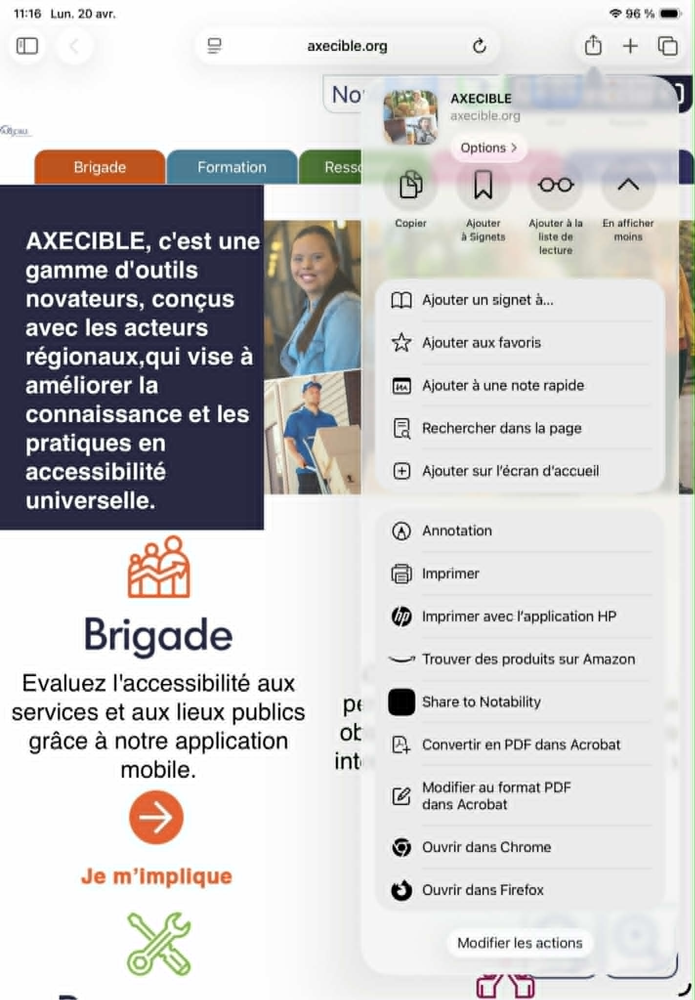 11:16 Lun. 20 avr.
96 %
axecible.org
AXECIBLE
axecible.org
Options >
Brigade
Formation
Copier
Ajouter
à Signets
Ajouter à la
liste de
lecture
En afficher
moins
AXECIBLE, c'est une
gamme d'outils
novateurs, conçus
avec les acteurs
régionaux,qui vise à
améliorer la
connaissance et les
pratiques en
accessibilité
universelle.
Ajouter un signet à...
Ajouter aux favoris
Ajouter à une note rapide
Rechercher dans la page
Ajouter sur l'écran d'accueil
Annotation
Imprimer
hp
Imprimer avec l'application HP
Trouver des produits sur Amazon
Share to Notability
Convertir en PDF dans Acrobat
Modifier au format PDF
dans Acrobat
Ouvrir dans Chrome
Ouvrir dans Firefox
Modifier les actions
Brigade
Evaluez l'accessibilité aux
services et aux lieux publics
grâce à notre application
mobile.
Je m'implique